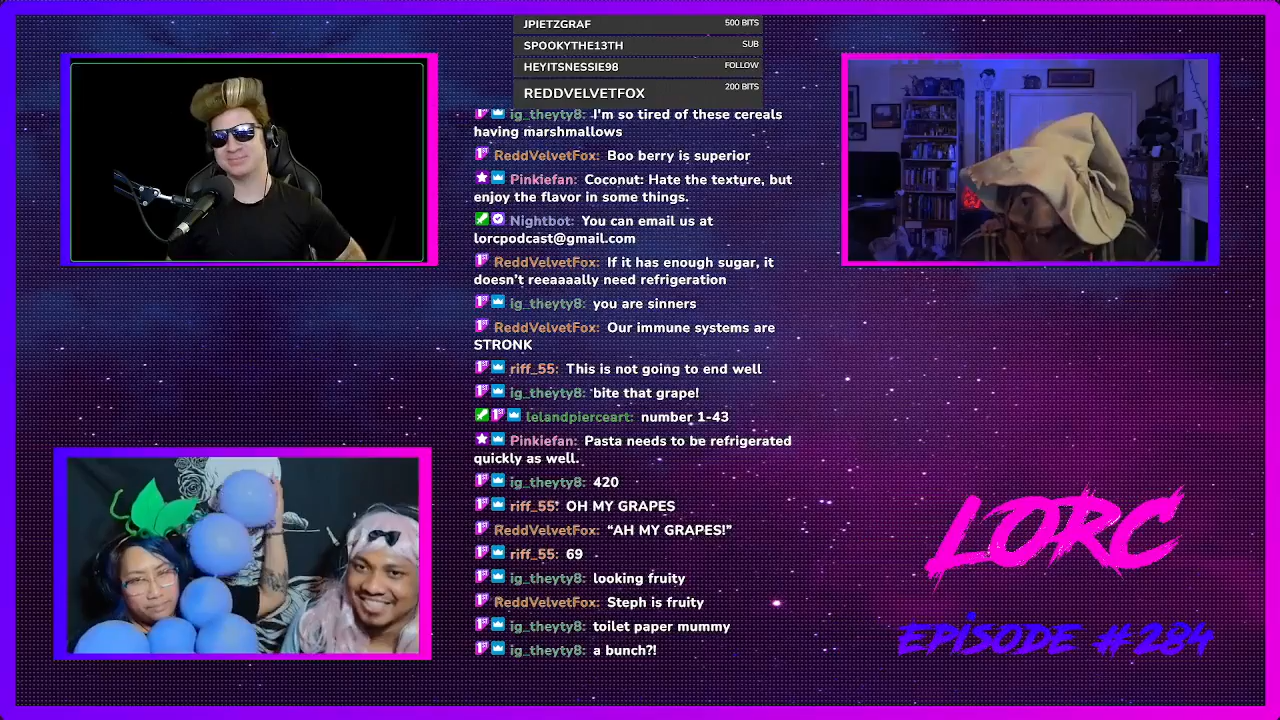 JPIETZGRAF 500 BITS
SPOOKYTHE13TH SUB
HEYITSNESSIE98 FOLLOW
REDDVELVETFOX 200 BITS
ig_theyty8: I'm so tired of these cereals
having marshmallows
ReddVelvetFox: Boo berry is superior
Pinkiefan: Coconut: Hate the texture, but
enjoy the flavor in some things.
Nightbot: You can email us at
lorcpodcast@gmail.com
ReddVelvetFox: If it has enough sugar, it
doesn't reeaaaally need refrigeration
ig_theyty8: you are sinners
ReddVelvetFox: Our immune systems are
STRONK
riff_55: This is not going to end well
ig_theyty8: bite that grape!
lelandpierceart: number 1-43
Pinkiefan: Pasta needs to be refrigerated
quickly as well.
ig_theyty8: 420
riff_55: OH MY GRAPES
ReddVelvetFox: “AH MY GRAPES!”
riff_55: 69
ig_theyty8: looking fruity
ReddVelvetFox: Steph is fruity
ig_theyty8: toilet paper mummy
ig_theyty8: a bunch?!
LORC
EPISODE #284